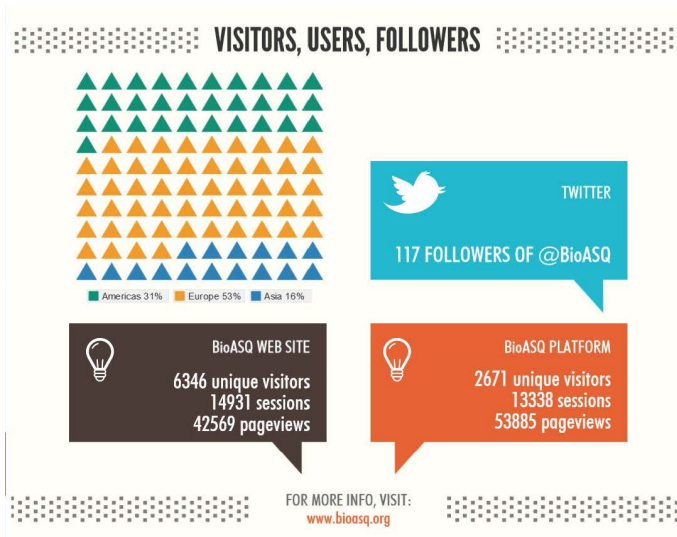 VISITORS, USERS, FOLLOWERS
Americas 31% Europe 53% Asia 16%
TWITTER
117 FOLLOWERS OF @BioASQ
BioASQ WEB SITE
6346 unique visitors
14931 sessions
42569 pageviews
BioASQ PLATFORM
2671 unique visitors
13338 sessions
53885 pageviews
FOR MORE INFO, VISIT:
www.bioasq.org